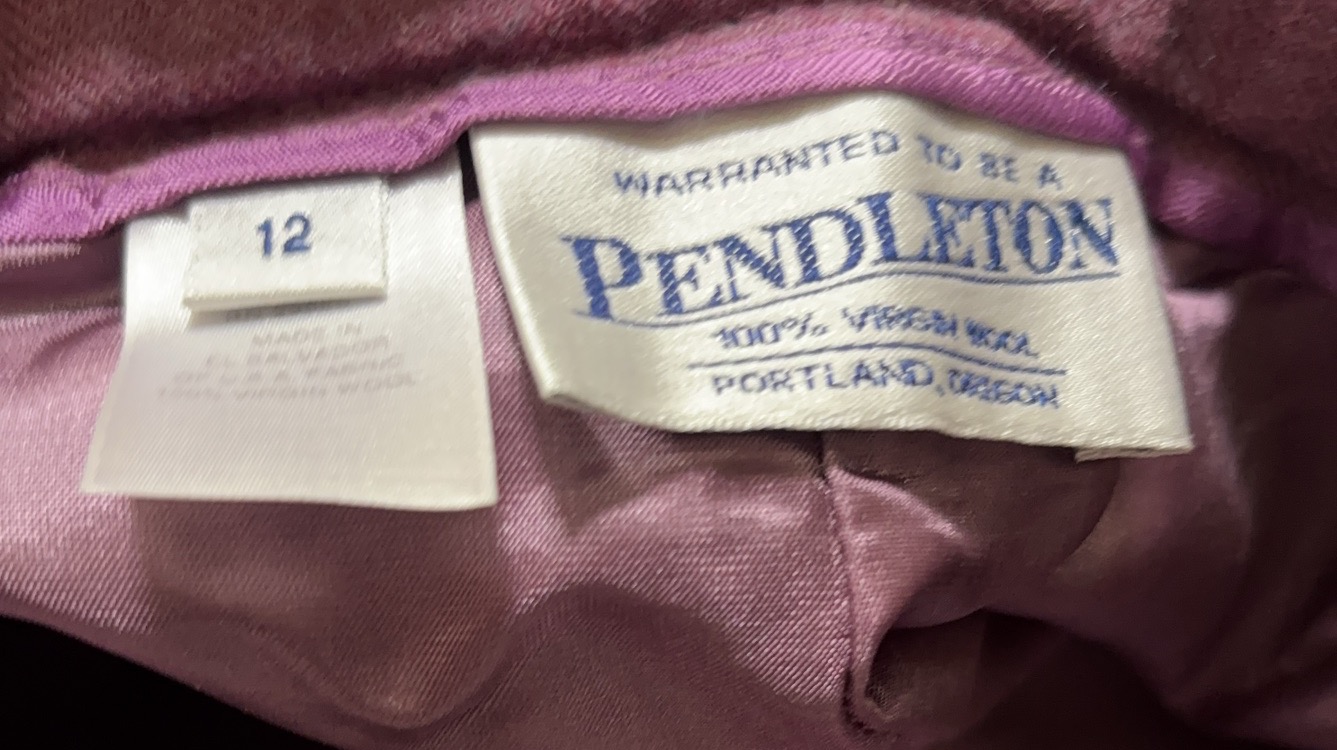 12
MADE IN
EL SALVADOR
OF U.S.A. FABRIC
100% VIRGIN WOOL
WARRANTED TO BE A
PENDLETON
100% VIRGIN WOOL
PORTLAND, OREGON